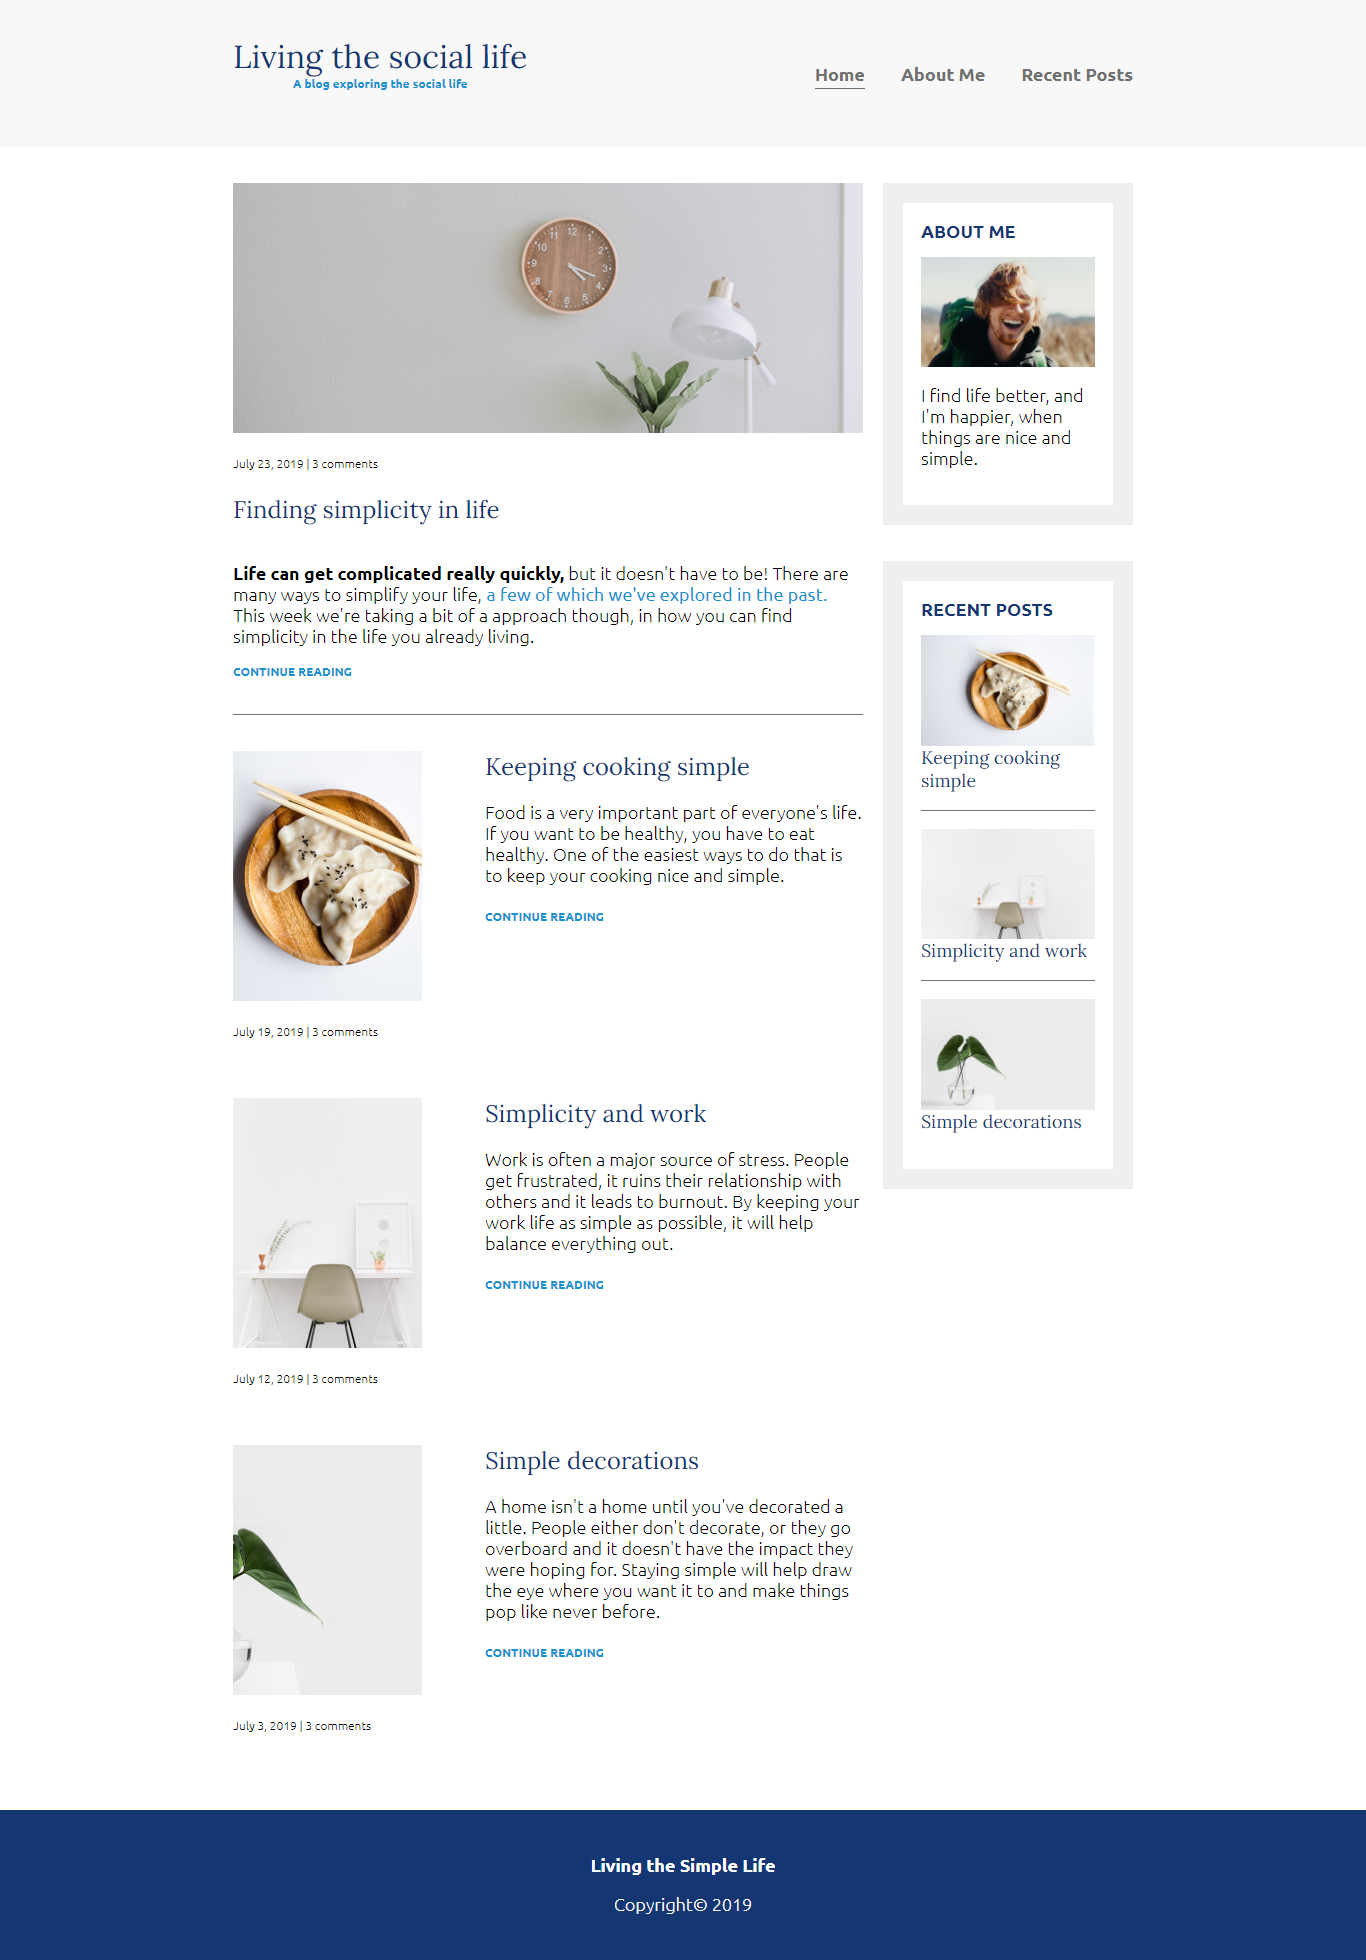 Living the social life
A blog exploring the social life
Home
About Me
Recent Posts
July 23, 2019 | 3 comments
Finding simplicity in life
Life can get complicated really quickly, but it doesn't have to be! There are
many ways to simplify your life, a few of which we've explored in the past.
This week we're taking a bit of a approach though, in how you can find
simplicity in the life you already living.
CONTINUE READING
Keeping cooking simple
Food is a very important part of everyone's life.
If you want to be healthy, you have to eat
healthy. One of the easiest ways to do that is
to keep your cooking nice and simple.
CONTINUE READING
July 19, 2019 | 3 comments
Simplicity and work
Work is often a major source of stress. People
get frustrated, it ruins their relationship with
others and it leads to burnout. By keeping your
work life as simple as possible, it will help
balance everything out.
CONTINUE READING
July 12, 2019 | 3 comments
Simple decorations
A home isn't a home until you've decorated a
little. People either don't decorate, or they go
overboard and it doesn't have the impact they
were hoping for. Staying simple will help draw
the eye where you want it to and make things
pop like never before.
CONTINUE READING
July 3, 2019 | 3 comments
ABOUT ME
I find life better, and
I'm happier, when
things are nice and
simple.
RECENT POSTS
Keeping cooking
simple
Simplicity and work
Simple decorations
Living the Simple Life
Copyright© 2019